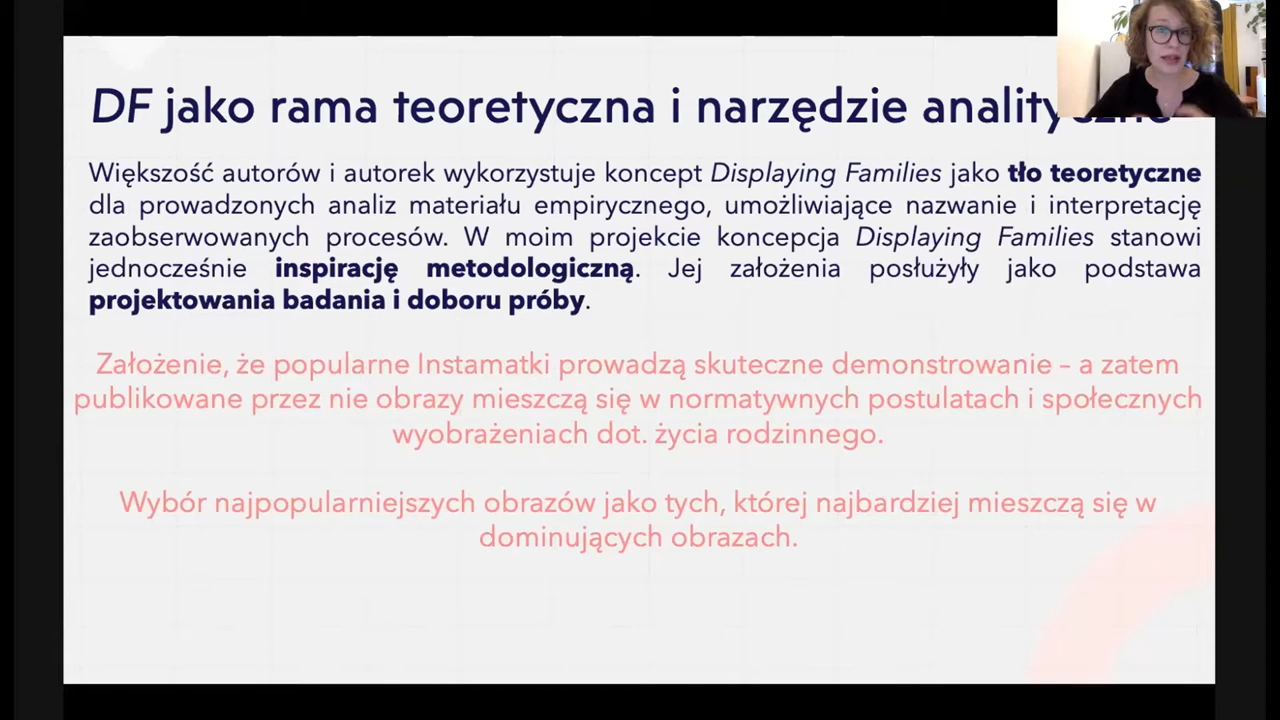 DF jako rama teoretyczna i narzędzie
Większość autorów i autorek wykorzystuje koncept Displaying Families jako tło teoretyczne
dla prowadzonych analiz materiału empirycznego, umożliwiające nazwanie i interpretację
zaobserwowanych procesów. W moim projekcie koncepcja Displaying Families stanowi
jednocześnie inspirację metodologiczną. Jej założenia posłużyły jako podstawa
projektowania badania i doboru próby.
Założenie, że popularne Instamatki prowadzą skuteczne demonstrowanie – a zatem
publikowane przez nie obrazy mieszczą się w normatywnych postulatach i społecznych
wyobrażeniach dot. życia rodzinnego.
Wybór najpopularniejszych obrazów jako tych, której najbardziej mieszczą się w
dominujących obrazach.